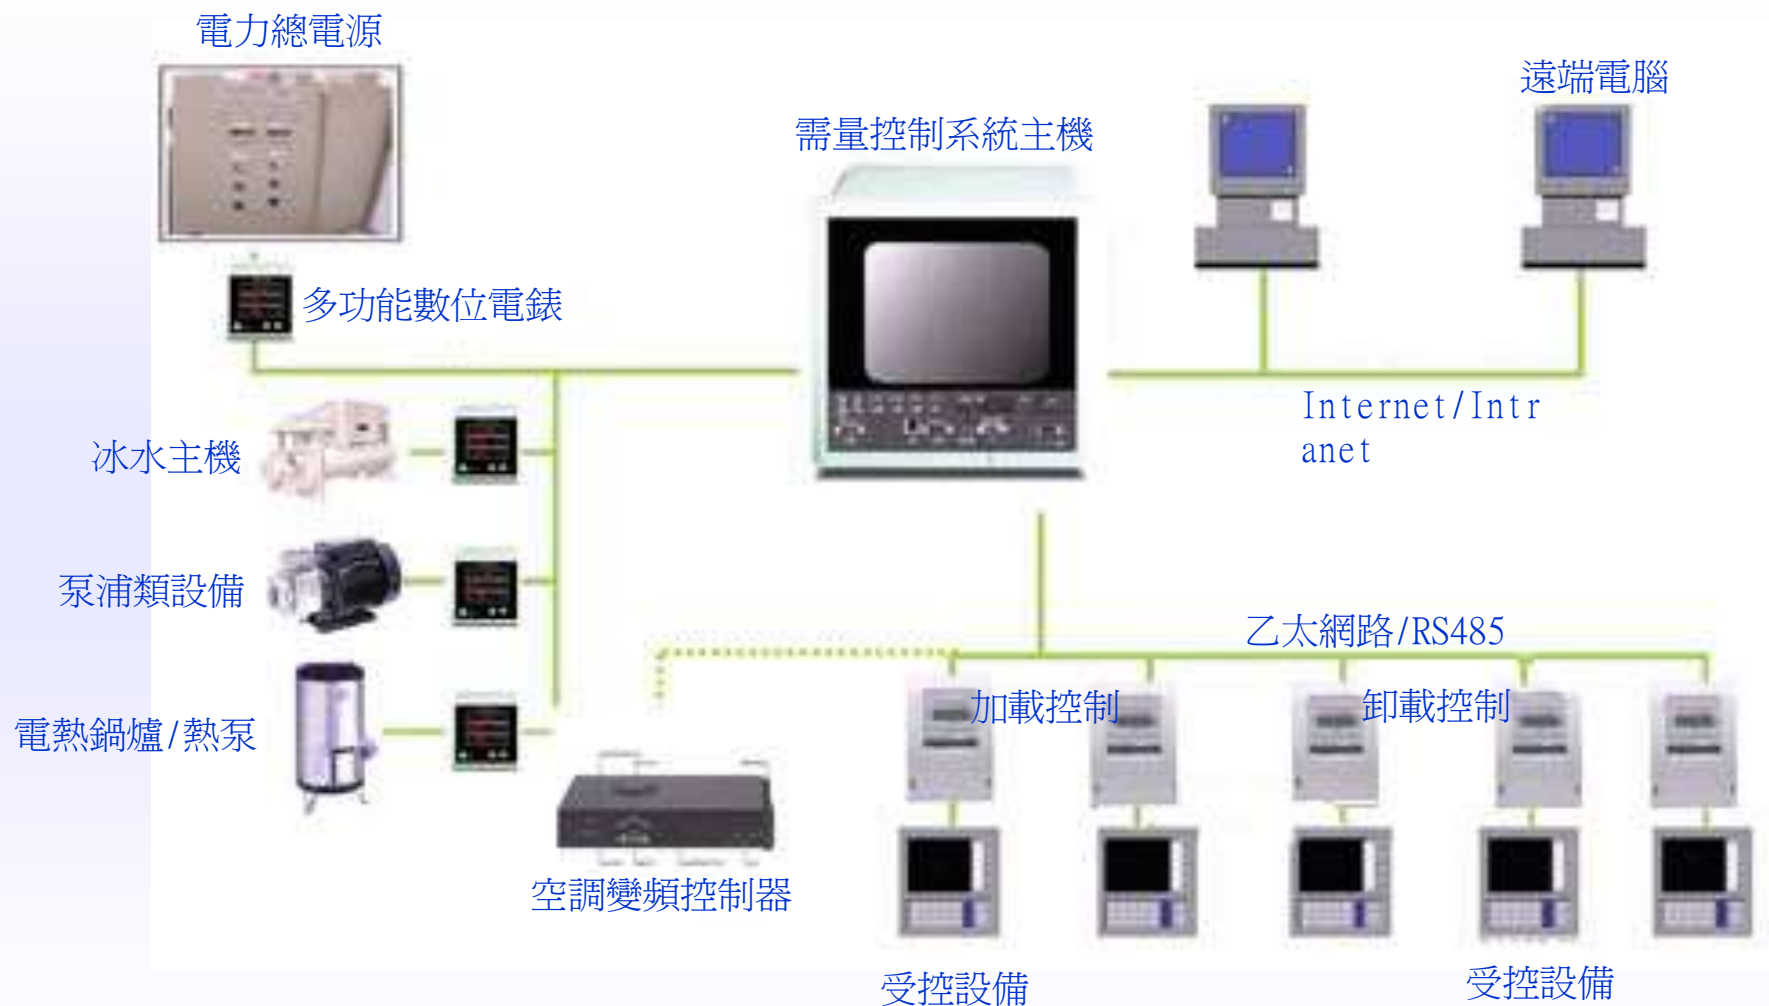 電力總電源
遠端電腦
需量控制系統主機
多功能數位電錶
Internet/Intr
anet
冰水主機
泵浦類設備
乙太網路/RS485
加載控制
卸載控制
電熱鍋爐/熱泵
空調變頻控制器
受控設備
受控設備